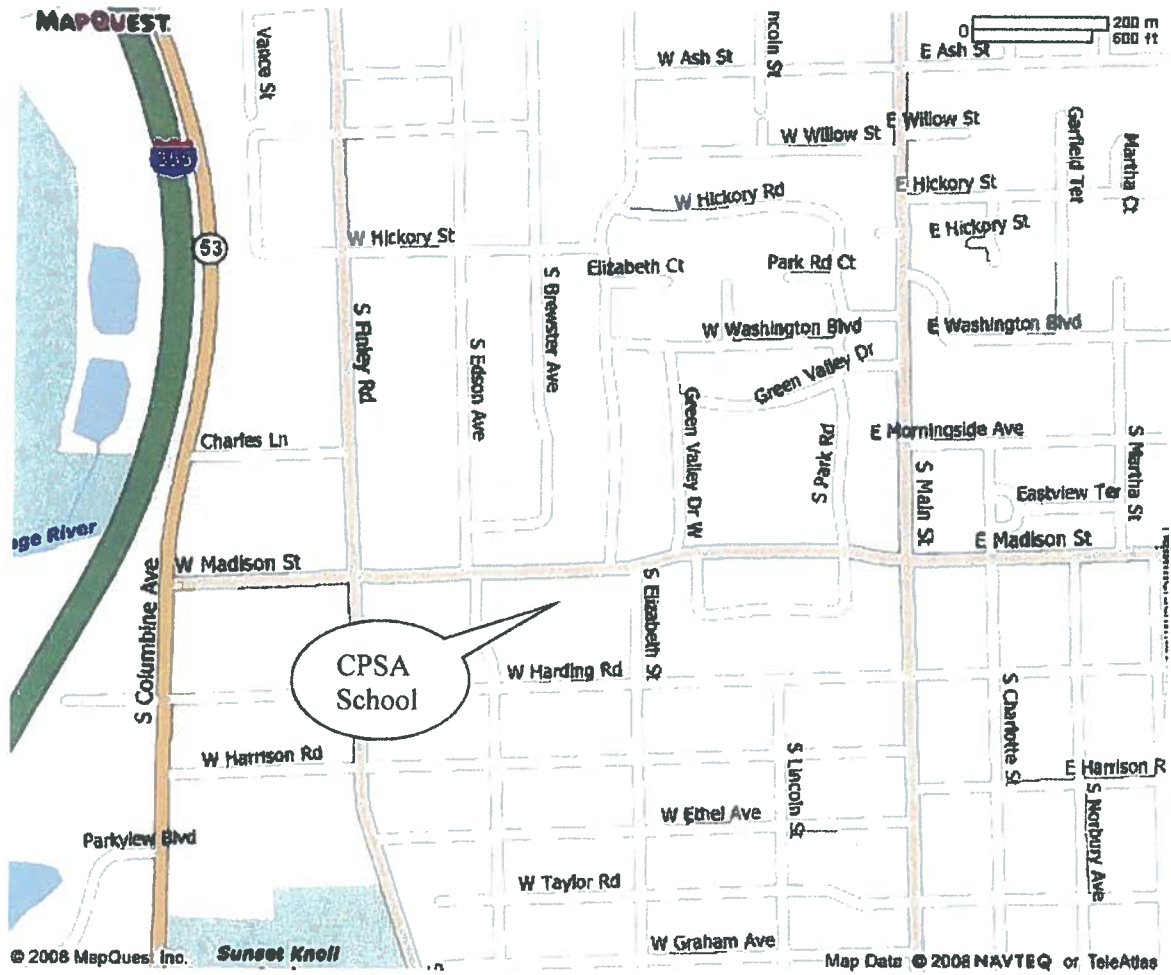 MAPQUEST
200 m
0
600 ft
Vance St
W Ash St
ncoln St
E Ash St
W Willow St
E Willow St
Garfield Ter
Martha Ct
W Hickory Rd
E Hickory St
53
W Hickory St
E Hickory St
Elizabeth Ct
Park Rd Ct
S Finley Rd
S Edson Ave
S Brewster Ave
W Washington Blvd
E Washington Blvd
Green Valley Dr
Green Valley Dr W
Charles Ln
S Park Rd
E Morningside Ave
S Main St
S Martha St
Eastview Ter
age River
W Madison St
E Madison St
S Columbine Ave
S Elizabeth St
CPSA
School
W Harding Rd
S Charlotte St
W Harrison Rd
S Lincoln St
E Harrison R
S Norbury Ave
W Ethel Ave
Parkview Blvd
W Taylor Rd
W Graham Ave
© 2008 MapQuest Inc.
Sunset Knoll
Map Data © 2008 NAVTEQ or TeleAtlas